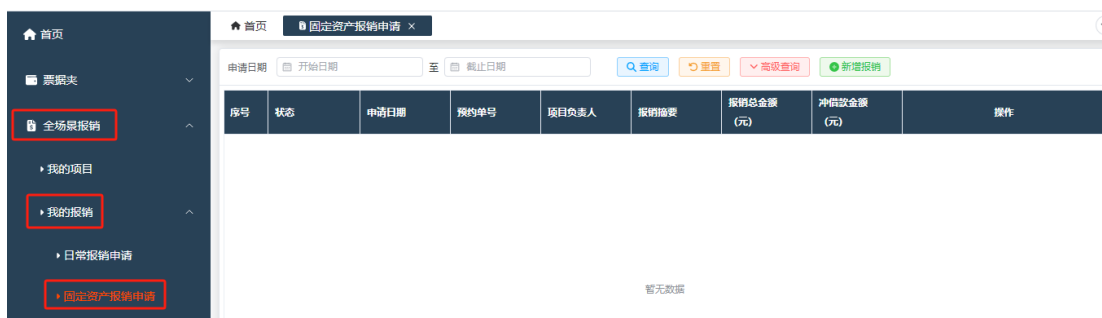 首页
票据夹
全场景报销
我的项目
我的报销
日常报销申请
固定资产报销申请
首页 固定资产报销申请 ×
申请日期 开始日期 至 截止日期 查询 重置 高级查询 新增报销
序号 状态 申请日期 预约单号 项目负责人 报销摘要 报销总金额 冲借款金额 操作
(元) (元)
暂无数据